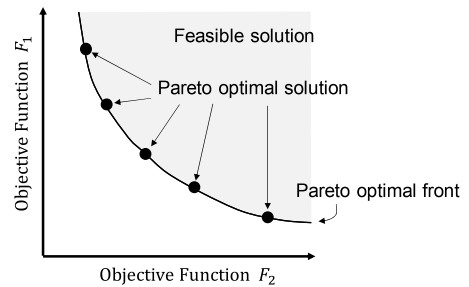 Feasible solution
Pareto optimal solution
Pareto optimal front
Objective Function F₁
Objective Function F₂